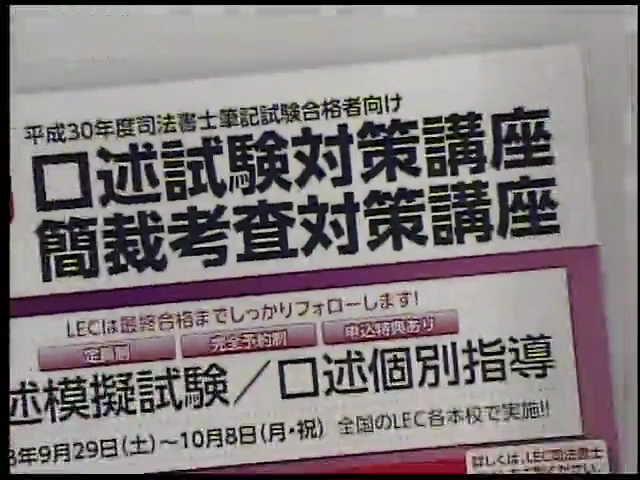 平成30年度司法書士筆記試験合格者向け
口述試験対策講座
簡裁考査対策講座
LECは最終合格までしっかりフォローします!
完全予約制 申込特典あり
述模擬試験/口述個別指導
8年9月29日(土)~10月8日(月・祝) 全国のLEC各本校で実施!!
詳しくは、LEC司法書士